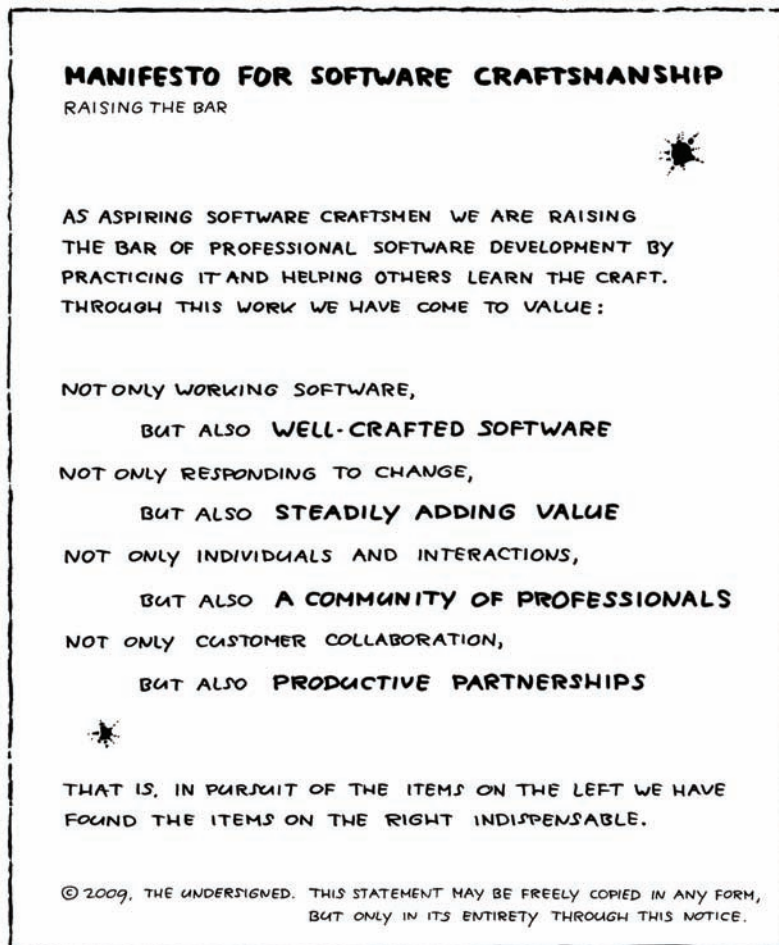 MANIFESTO FOR SOFTWARE CRAFTSMANSHIP
RAISING THE BAR
AS ASPIRING SOFTWARE CRAFTSMEN WE ARE RAISING
THE BAR OF PROFESSIONAL SOFTWARE DEVELOPMENT BY
PRACTICING IT AND HELPING OTHERS LEARN THE CRAFT.
THROUGH THIS WORK WE HAVE COME TO VALUE:
NOT ONLY WORKING SOFTWARE,
BUT ALSO WELL-CRAFTED SOFTWARE
NOT ONLY RESPONDING TO CHANGE,
BUT ALSO STEADILY ADDING VALUE
NOT ONLY INDIVIDUALS AND INTERACTIONS,
BUT ALSO A COMMUNITY OF PROFESSIONALS
NOT ONLY CUSTOMER COLLABORATION,
BUT ALSO PRODUCTIVE PARTNERSHIPS
THAT IS, IN PURSUIT OF THE ITEMS ON THE LEFT WE HAVE
FOUND THE ITEMS ON THE RIGHT INDISPENSABLE.
© 2009, THE UNDERSIGNED. THIS STATEMENT MAY BE FREELY COPIED IN ANY FORM,
BUT ONLY IN ITS ENTIRETY THROUGH THIS NOTICE.